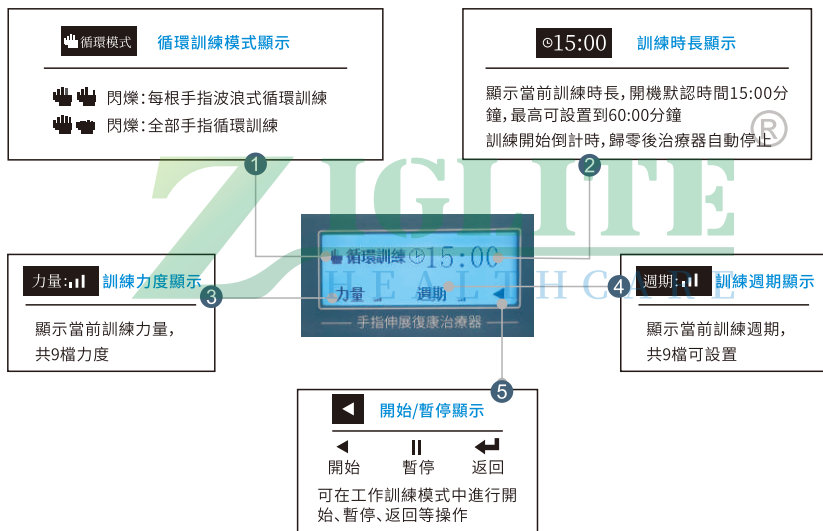 循環模式 循環訓練模式顯示
閃爍:每根手指波浪式循環訓練
閃爍:全部手指循環訓練
15:00 訓練時長顯示
顯示當前訓練時長,開機默認時間15:00分
鐘,最高可設置到60:00分鐘
訓練開始倒計時,歸零後治療器自動停止
®
ZIGLITE
HEALTHCARE
1
2
循環訓練 15:00
力量 週期
手指伸展復康治療器
力量: 訓練力度顯示
3
顯示當前訓練力量,
共9檔力度
4
週期: 訓練週期顯示
顯示當前訓練週期,
共9檔可設置
5
開始/暫停顯示
開始 暫停 返回
可在工作訓練模式中進行開
始、暫停、返回等操作